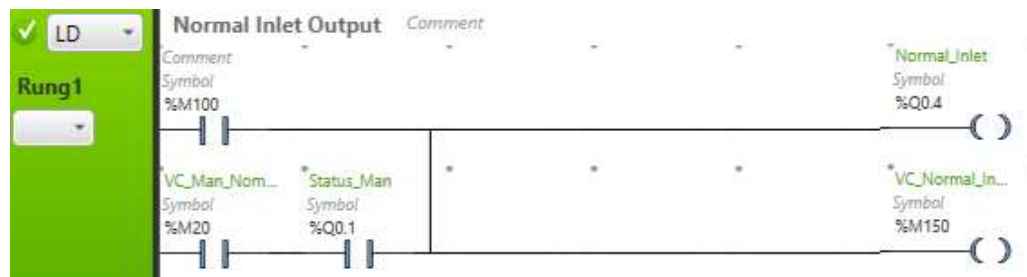 LD
Normal Inlet Output Comment
Rung1
Comment
Symbol
%M100
Normal_Inlet
Symbol
%Q0.4
VC_Man_Nom...
Symbol
%M20
Status_Man
Symbol
%Q0.1
VC_Normal_In...
Symbol
%M150